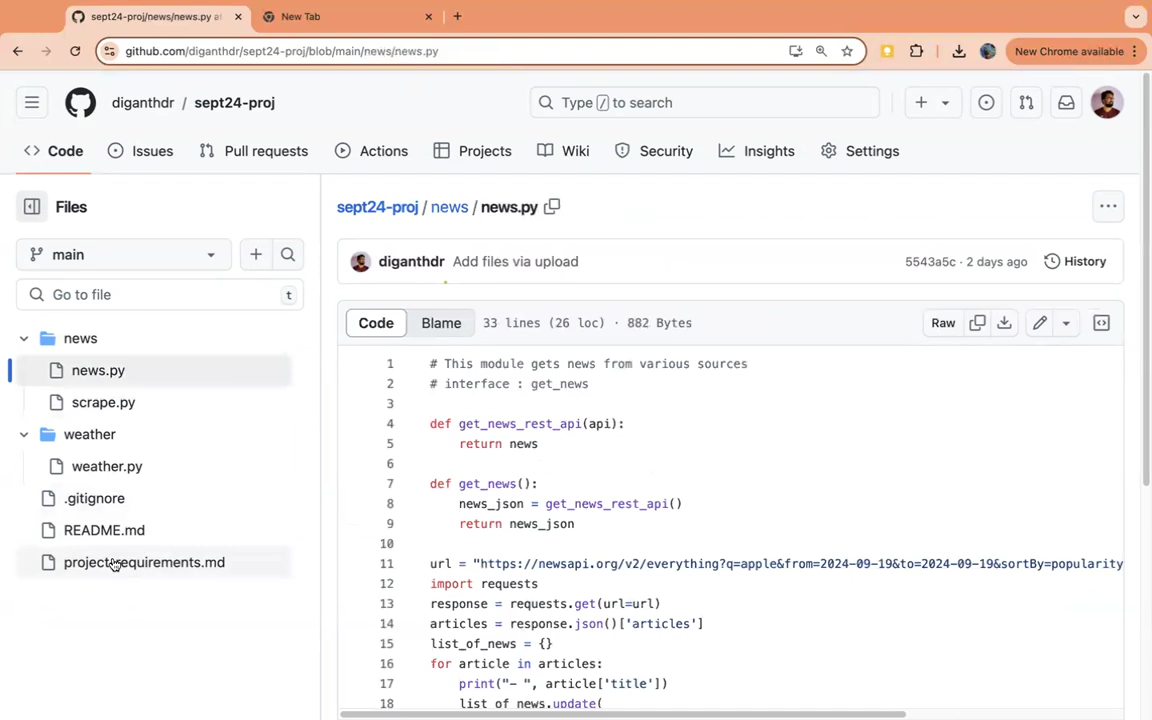 sept24-proj/news/news.py a
New Tab
github.com/diganthdr/sept24-proj/blob/main/news/news.py
New Chrome available
diganthdr / sept24-proj
Type / to search
Code
Issues
Pull requests
Actions
Projects
Wiki
Security
Insights
Settings
Files
main
Go to file
t
news
news.py
scrape.py
weather
weather.py
.gitignore
README.md
project requirements.md
sept24-proj / news / news.py
diganthdr Add files via upload
5543a5c · 2 days ago
History
Code
Blame
33 lines (26 loc) · 882 Bytes
Raw
1 # This module gets news from various sources
2 # interface : get_news
3
4 def get_news_rest_api(api):
5 return news
6
7 def get_news():
8 news_json = get_news_rest_api()
9 return news_json
10
11 url = "https://newsapi.org/v2/everything?q=apple&from=2024-09-19&to=2024-09-19&sortBy=popularity
12 import requests
13 response = requests.get(url=url)
14 articles = response.json()['articles']
15 list_of_news = {}
16 for article in articles:
17 print("- ", article['title'])
18 list_of_news.update(